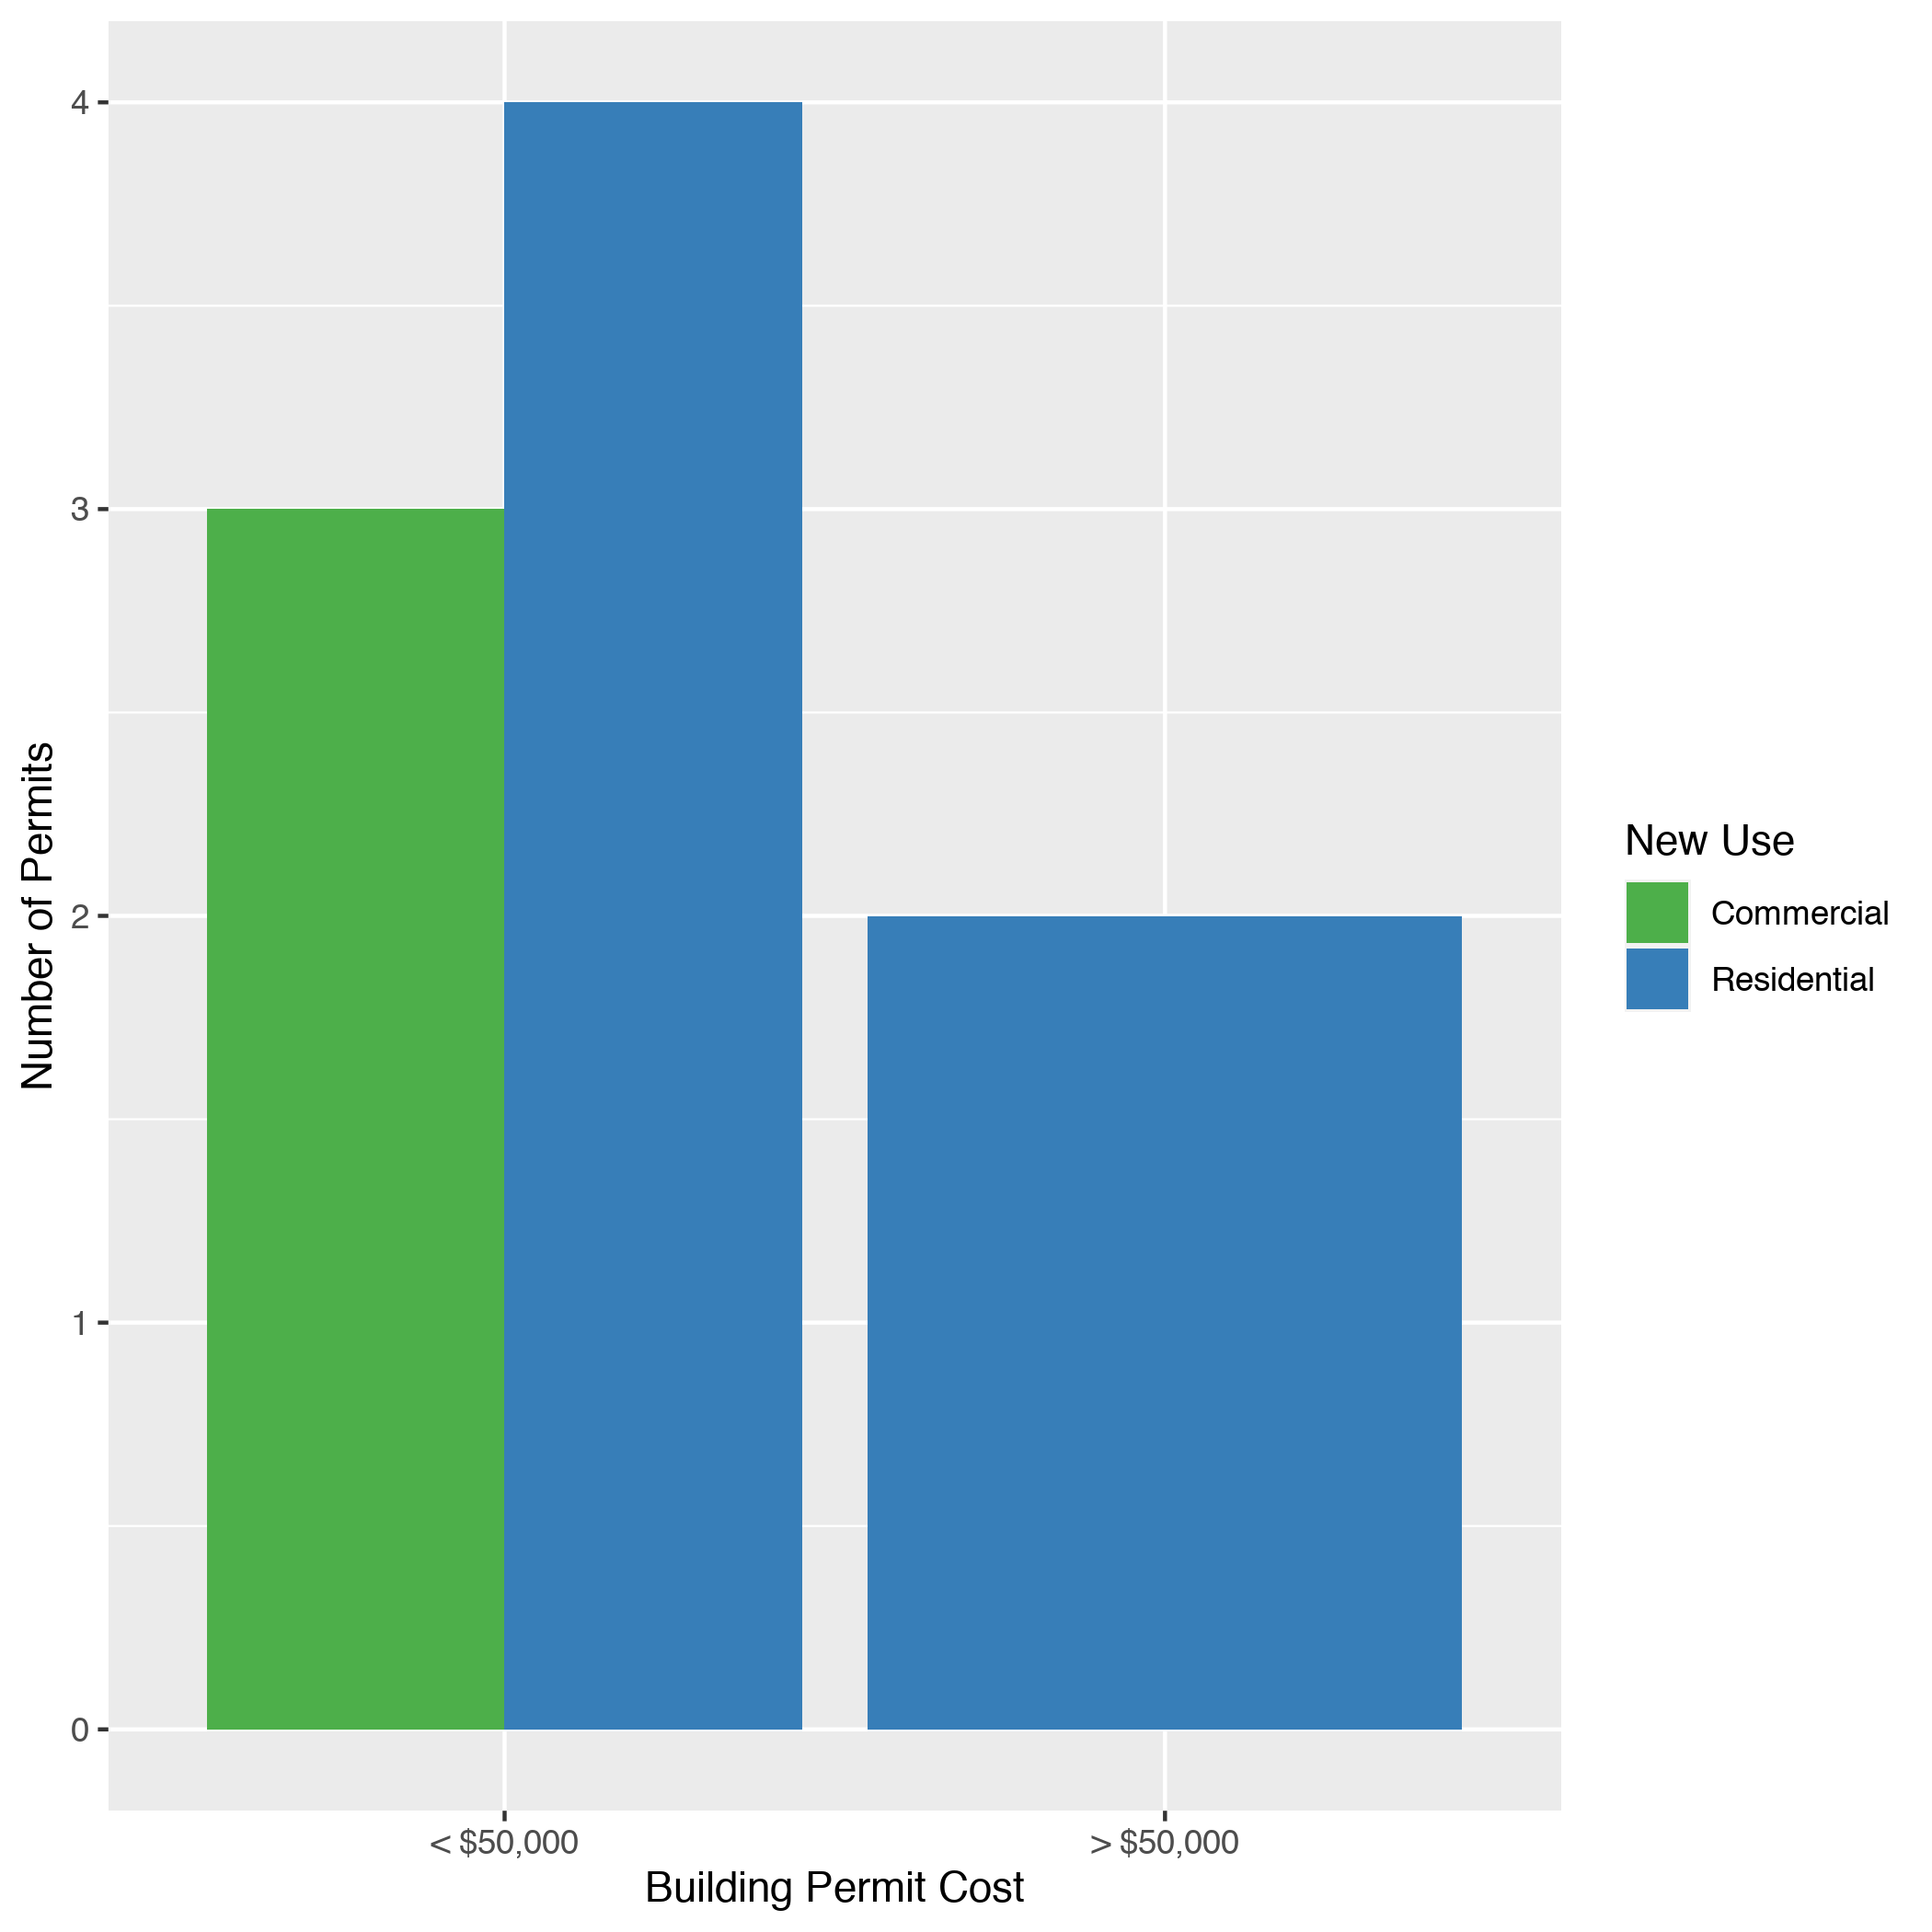 Number of Permits
4
3
2
1
0
< $50,000
> $50,000
Building Permit Cost
New Use
Commercial
Residential